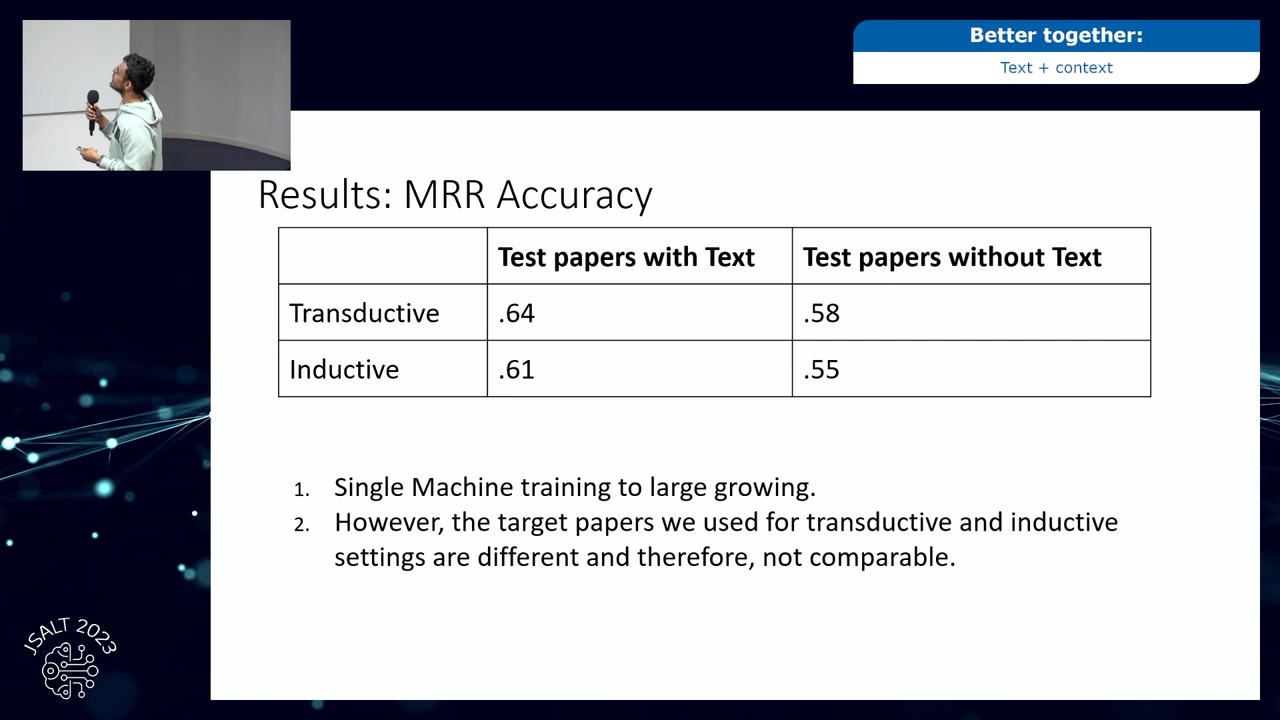 Better together:
Text + context
Results: MRR Accuracy
Test papers with Text Test papers without Text
Transductive .64 .58
Inductive .61 .55
1. Single Machine training to large growing.
2. However, the target papers we used for transductive and inductive
settings are different and therefore, not comparable.
JSALT 2023